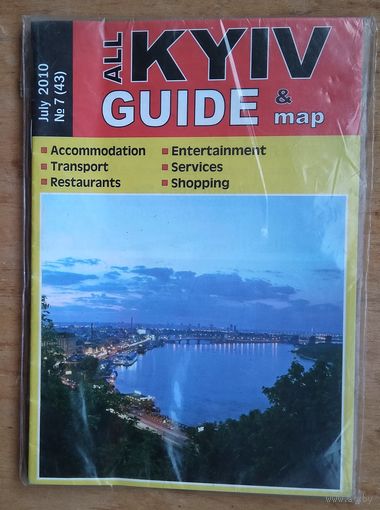 July 2010
№ 7 (43)
ALL KYIV
GUIDE & map
Accommodation
Transport
Restaurants
Entertainment
Services
Shopping